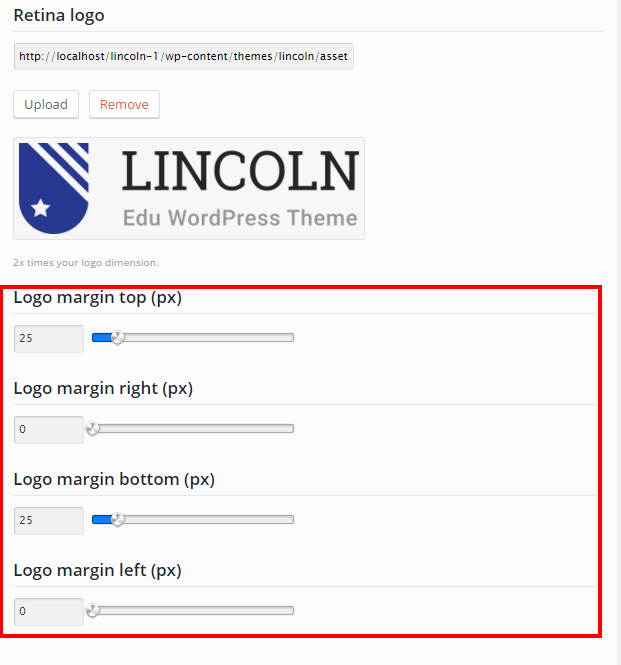 Retina logo
http://localhost/lincoln-1/wp-content/themes/lincoln/asset
Upload Remove
LINCOLN
Edu WordPress Theme
2x times your logo dimension.
Logo margin top (px)
25
Logo margin right (px)
0
Logo margin bottom (px)
25
Logo margin left (px)
0